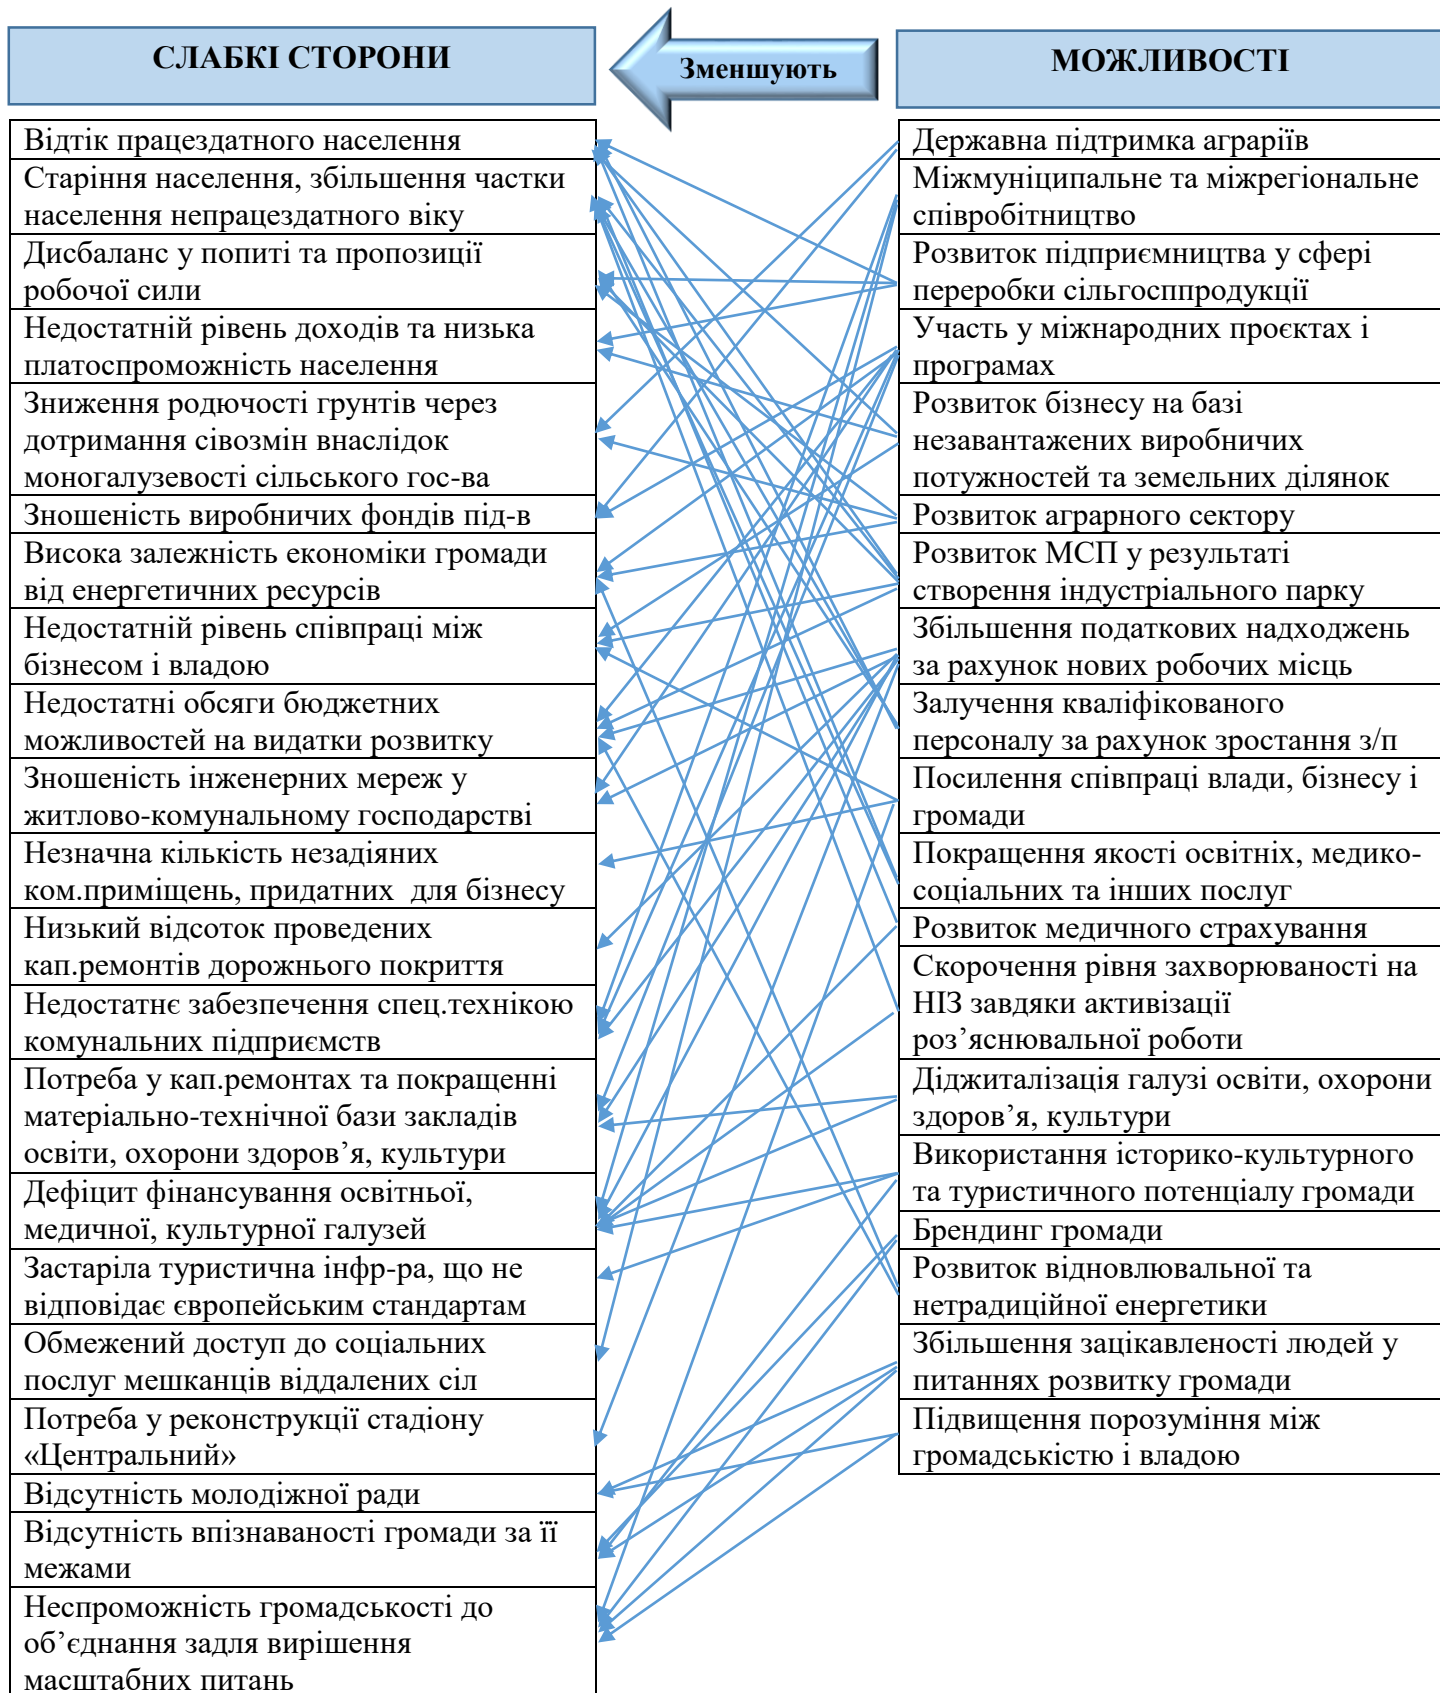 СЛАБКІ СТОРОНИ
Зменшують
МОЖЛИВОСТІ
Відтік працездатного населення
Старіння населення, збільшення частки
населення непрацездатного віку
Дисбаланс у попиті та пропозиції
робочої сили
Недостатній рівень доходів та низька
платоспроможність населення
Зниження родючості грунтів через
дотримання сівозмін внаслідок
моногалузевості сільського гос-ва
Зношеність виробничих фондів під-в
Висока залежність економіки громади
від енергетичних ресурсів
Недостатній рівень співпраці між
бізнесом і владою
Недостатні обсяги бюджетних
можливостей на видатки розвитку
Зношеність інженерних мереж у
житлово-комунальному господарстві
Незначна кількість незадіяних
ком.приміщень, придатних для бізнесу
Низький відсоток проведених
кап.ремонтів дорожнього покриття
Недостатнє забезпечення спец.технікою
комунальних підприємств
Потреба у кап.ремонтах та покращенні
матеріально-технічної бази закладів
освіти, охорони здоров’я, культури
Дефіцит фінансування освітньої,
медичної, культурної галузей
Застаріла туристична інфр-ра, що не
відповідає європейським стандартам
Обмежений доступ до соціальних
послуг мешканців віддалених сіл
Потреба у реконструкції стадіону
«Центральний»
Відсутність молодіжної ради
Відсутність впізнаваності громади за її
межами
Неспроможність громадськості до
об’єднання задля вирішення
масштабних питань
Державна підтримка аграріїв
Міжмуніципальне та міжрегіональне
співробітництво
Розвиток підприємництва у сфері
переробки сільгосппродукції
Участь у міжнародних проєктах і
програмах
Розвиток бізнесу на базі
незавантажених виробничих
потужностей та земельних ділянок
Розвиток аграрного сектору
Розвиток МСП у результаті
створення індустріального парку
Збільшення податкових надходжень
за рахунок нових робочих місць
Залучення кваліфікованого
персоналу за рахунок зростання з/п
Посилення співпраці влади, бізнесу і
громади
Покращення якості освітніх, медико-
соціальних та інших послуг
Розвиток медичного страхування
Скорочення рівня захворюваності на
НІЗ завдяки активізації
роз’яснювальної роботи
Діджиталізація галузі освіти, охорони
здоров’я, культури
Використання історико-культурного
та туристичного потенціалу громади
Брендинг громади
Розвиток відновлювальної та
нетрадиційної енергетики
Збільшення зацікавленості людей у
питаннях розвитку громади
Підвищення порозуміння між
громадськістю і владою